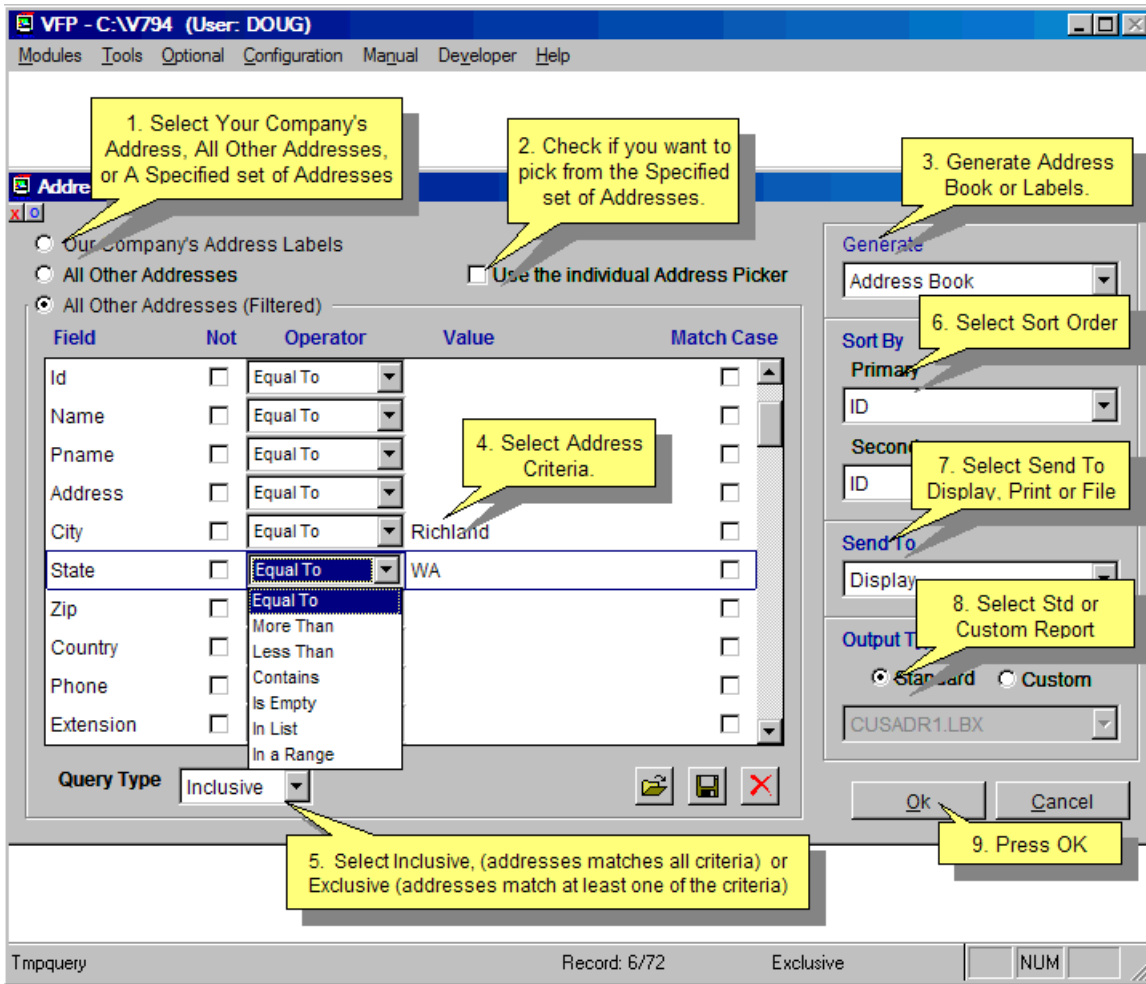 VFP - C:\V794 (User: DOUG)
Modules Tools Optional Configuration Manual Developer Help
1. Select Your Company's
Address, All Other Addresses,
or A Specified set of Addresses
2. Check if you want to
pick from the Specified
set of Addresses.
3. Generate Address
Book or Labels.
Addre
x o
Our Company's Address Labels
All Other Addresses
Use the individual Address Picker
All Other Addresses (Filtered)
Field Not Operator Value Match Case
Id Equal To
Name Equal To
Pname Equal To
Address Equal To
City Equal To Richland
State Equal To WA
Zip
Country
Phone
Extension
Equal To
More Than
Less Than
Contains
Is Empty
In List
In a Range
4. Select Address
Criteria.
Query Type Inclusive
5. Select Inclusive, (addresses matches all criteria) or
Exclusive (addresses match at least one of the criteria)
Generate
Address Book
6. Select Sort Order
Sort By
Primary
ID
Second
ID
7. Select Send To
Display, Print or File
Send To
Display
8. Select Std or
Custom Report
Output T
Standard Custom
CUSADR1.LBX
Ok Cancel
9. Press OK
Tmpquery Record: 6/72 Exclusive NUM